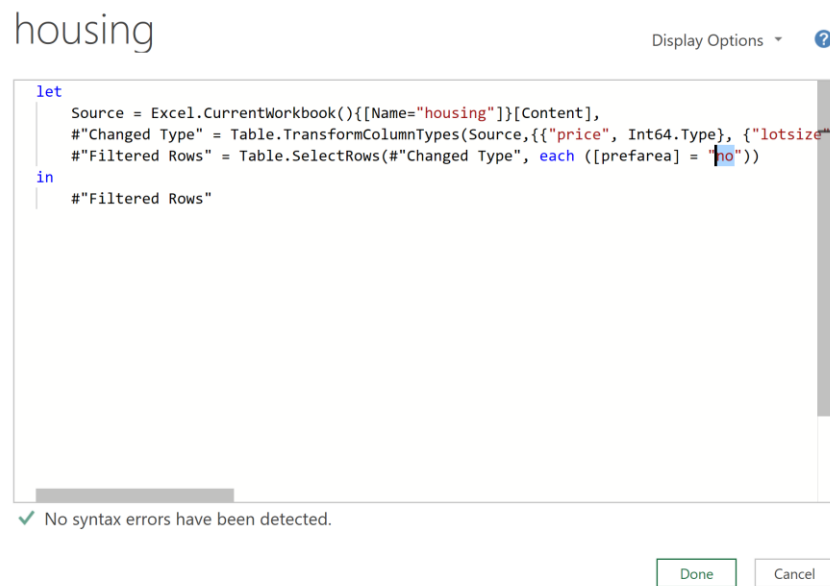 housing
Display Options
?
let
Source = Excel.CurrentWorkbook(){[Name="housing"]}[Content],
#"Changed Type" = Table.TransformColumnTypes(Source,{{"price", Int64.Type}, {"lotsize"
#"Filtered Rows" = Table.SelectRows(#"Changed Type", each ([prefarea] = "no"))
in
#"Filtered Rows"
No syntax errors have been detected.
Done
Cancel